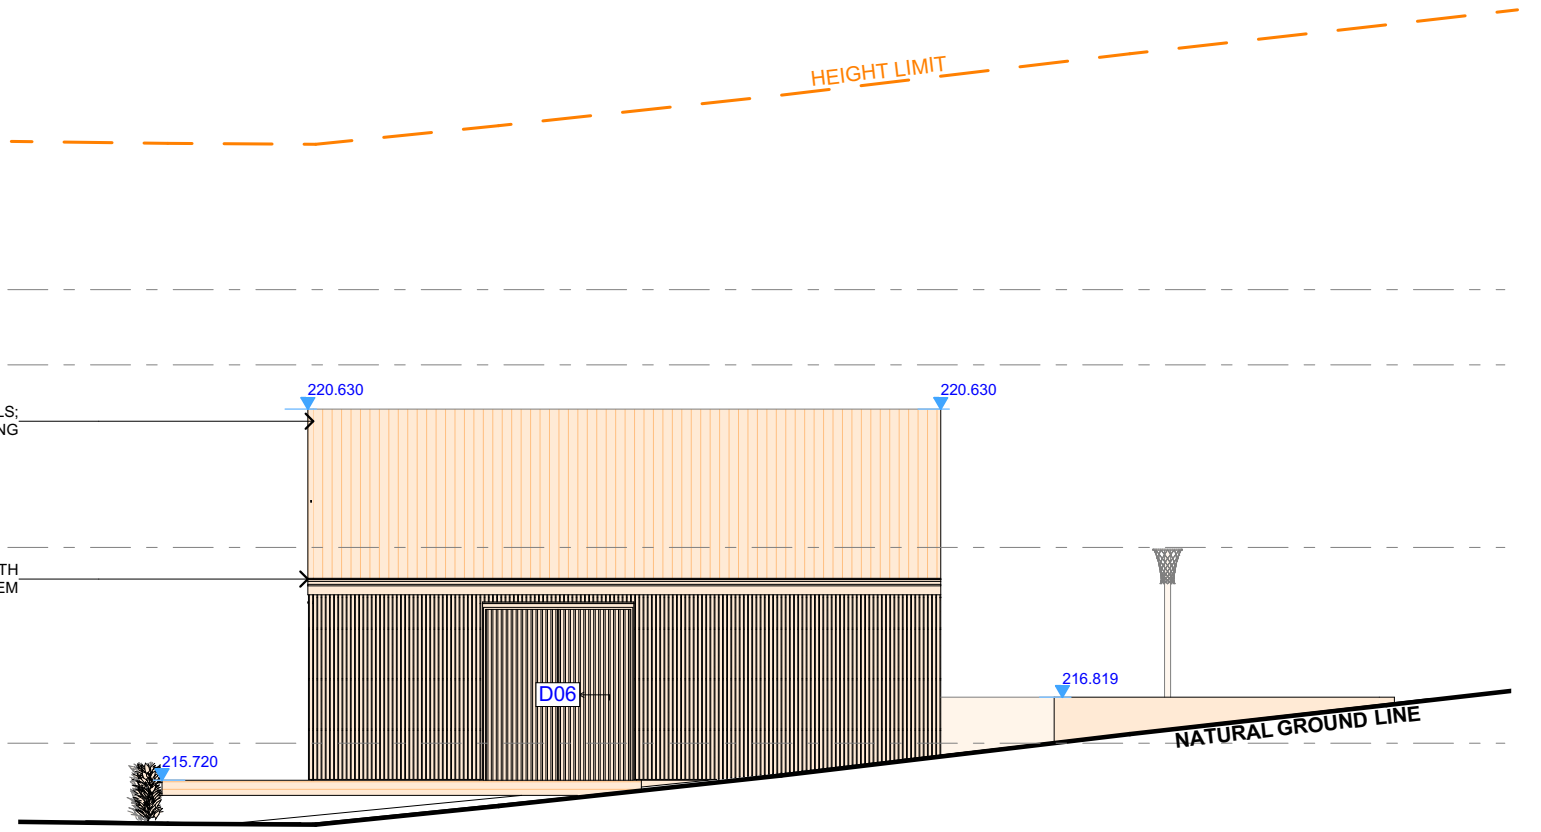 HEIGHT LIMIT
220.630
220.630
LS;
NG
TH
EM
D06
216.819
NATURAL GROUND LINE
215.720